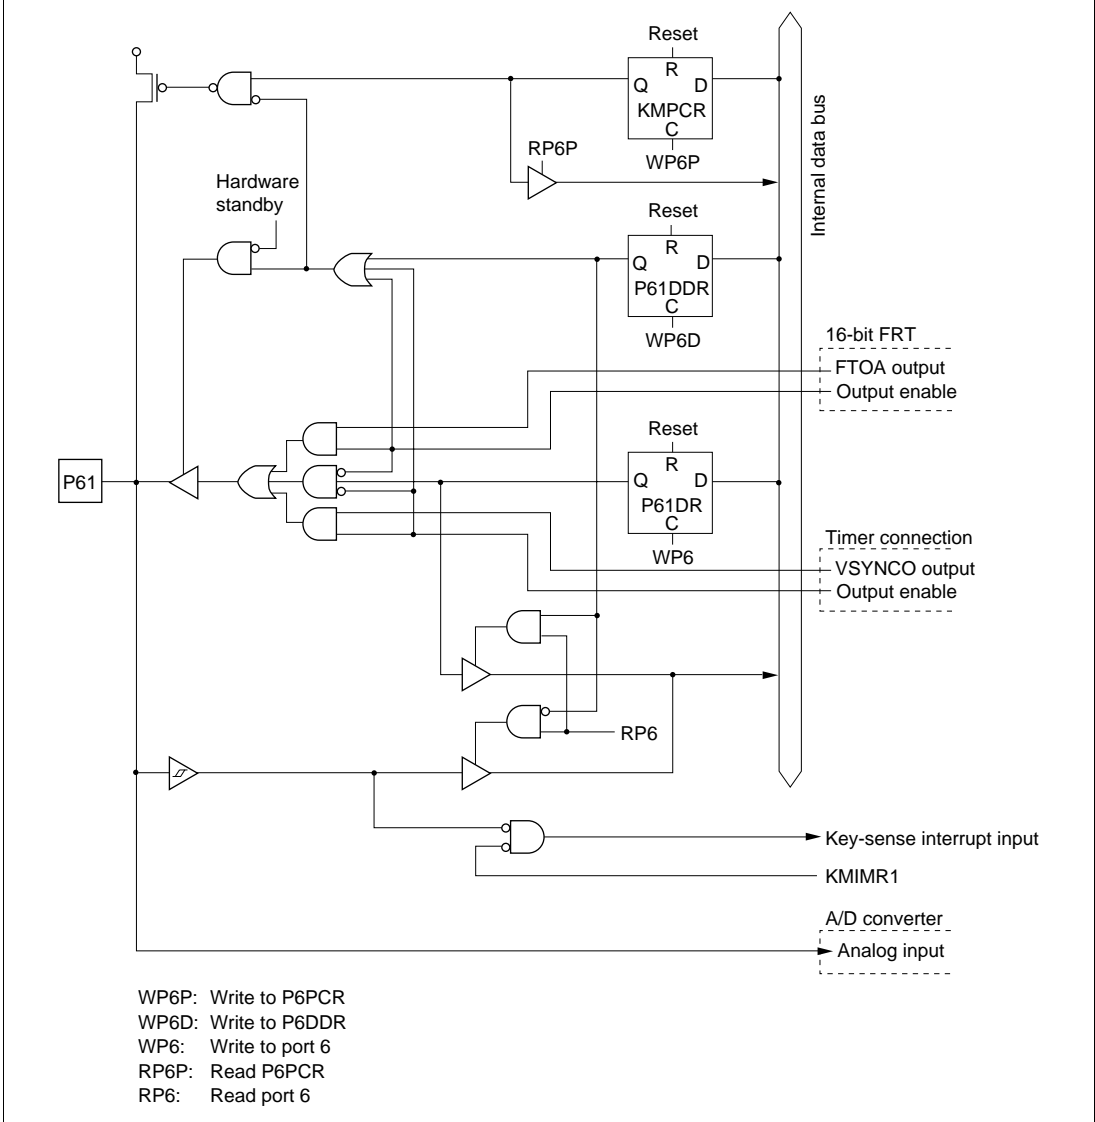 Reset
R
Q D
KMPCR
C
WP6P
RP6P
Internal data bus
Hardware
standby
Reset
R
Q D
P61DDR
C
WP6D
16-bit FRT
FTOA output
Output enable
Reset
R
Q D
P61DR
C
WP6
P61
Timer connection
VSYNCO output
Output enable
RP6
Key-sense interrupt input
KMIMR1
A/D converter
Analog input
WP6P: Write to P6PCR
WP6D: Write to P6DDR
WP6: Write to port 6
RP6P: Read P6PCR
RP6: Read port 6